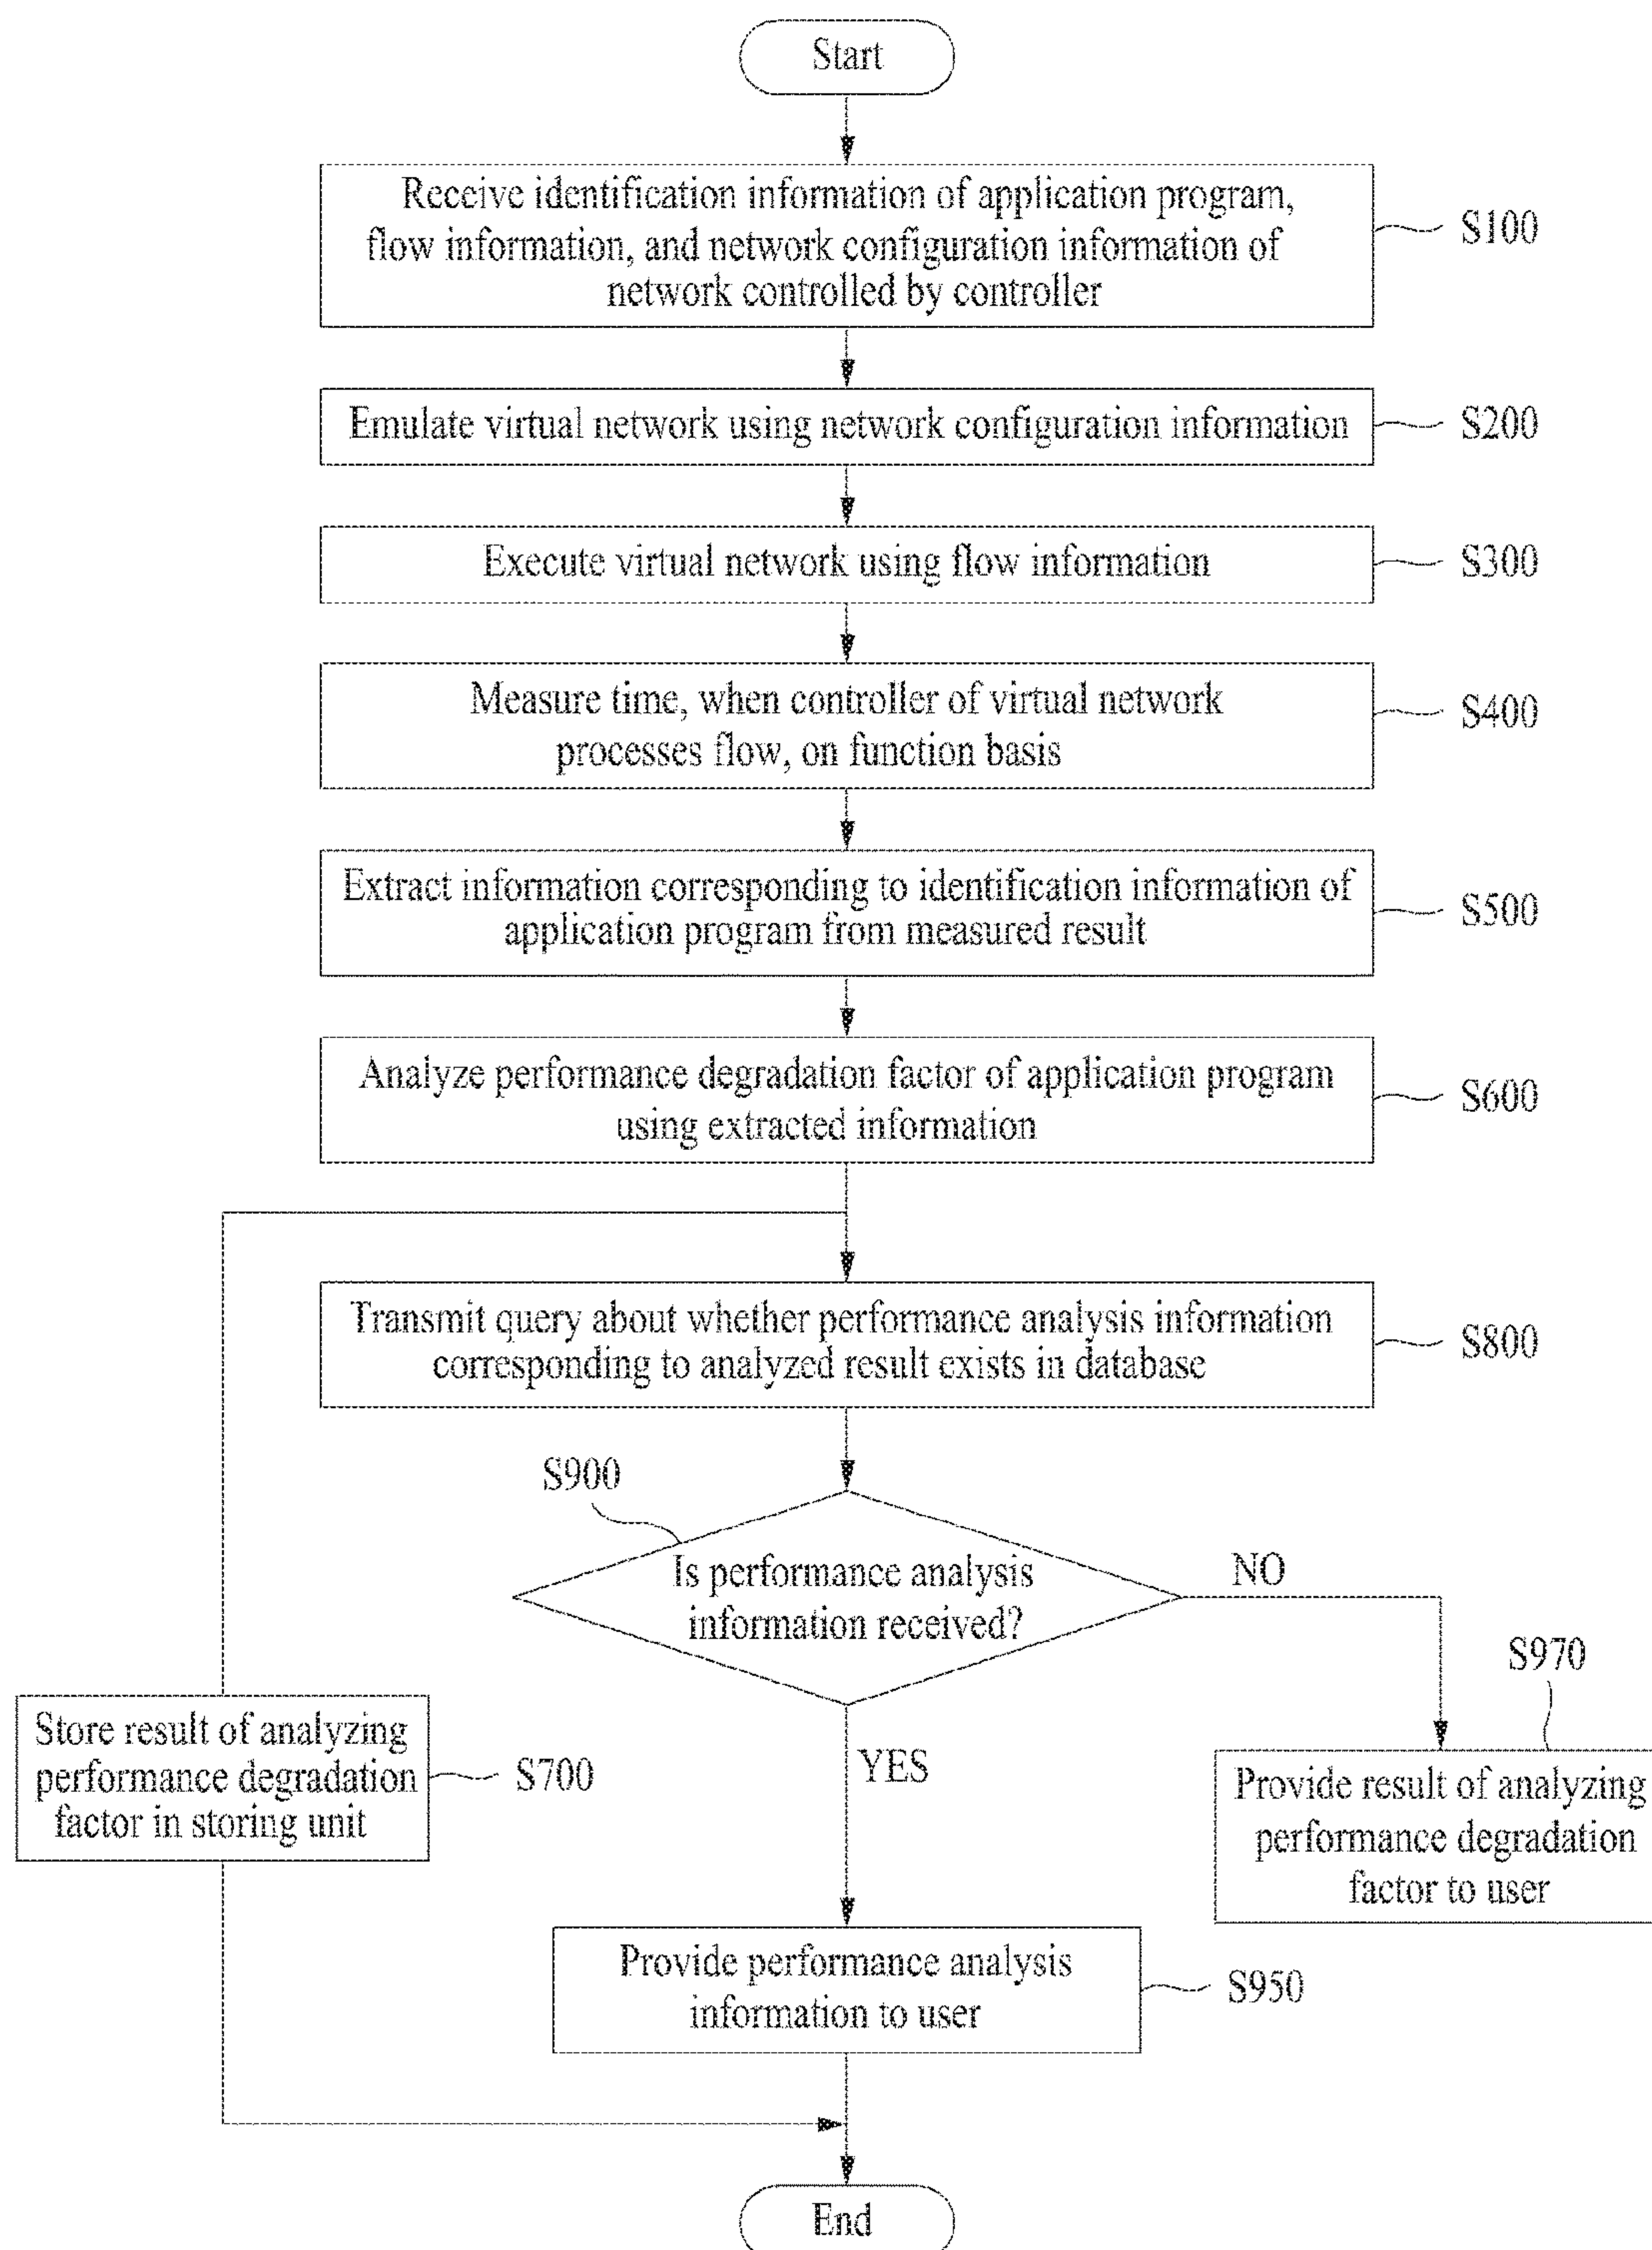 Start
Receive identification information of application program,
flow information, and network configuration information of
network controlled by controller
S100
Emulate virtual network using network configuration information
S200
Execute virtual network using flow information
S300
Measure time, when controller of virtual network
processes flow, on function basis
S400
Extract information corresponding to identification information of
application program from measured result
S500
Analyze performance degradation factor of application program
using extracted information
S600
Transmit query about whether performance analysis information
corresponding to analyzed result exists in database
S800
S900
Is performance analysis
information received?
NO
S970
YES
Store result of analyzing
performance degradation
factor in storing unit
S700
Provide result of analyzing
performance degradation
factor to user
Provide performance analysis
information to user
S950
End